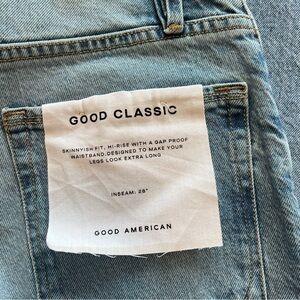 GOOD CLASSIC
SKINNYISH FIT, HI-RISE WITH A GAP PROOF
WAISTBAND.DESIGNED TO MAKE YOUR
LEGS LOOK EXTRA LONG
INSEAM: 28"
GOOD AMERICAN